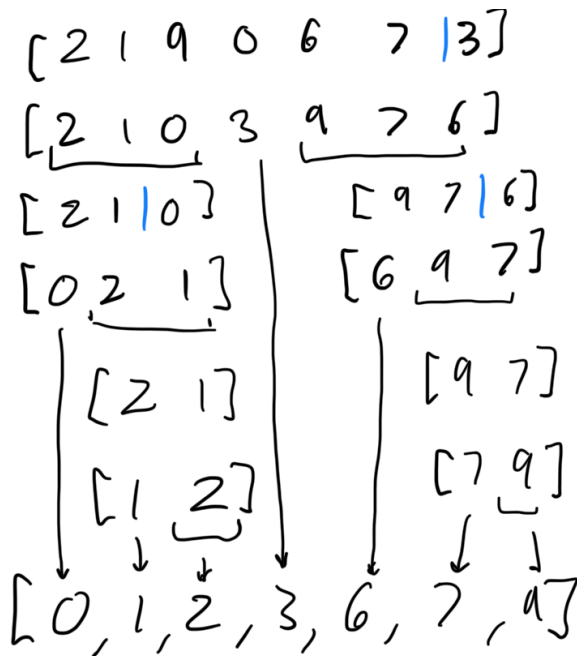 [2 1 9 0 6 7 |3]
[2 1 0 3 9 7 6]
[2 1|0] [9 7|6]
[0 2 1] [6 9 7]
[2 1] [9 7]
[1 2] [7 9]
[0, 1, 2, 3, 6, 7, 9]